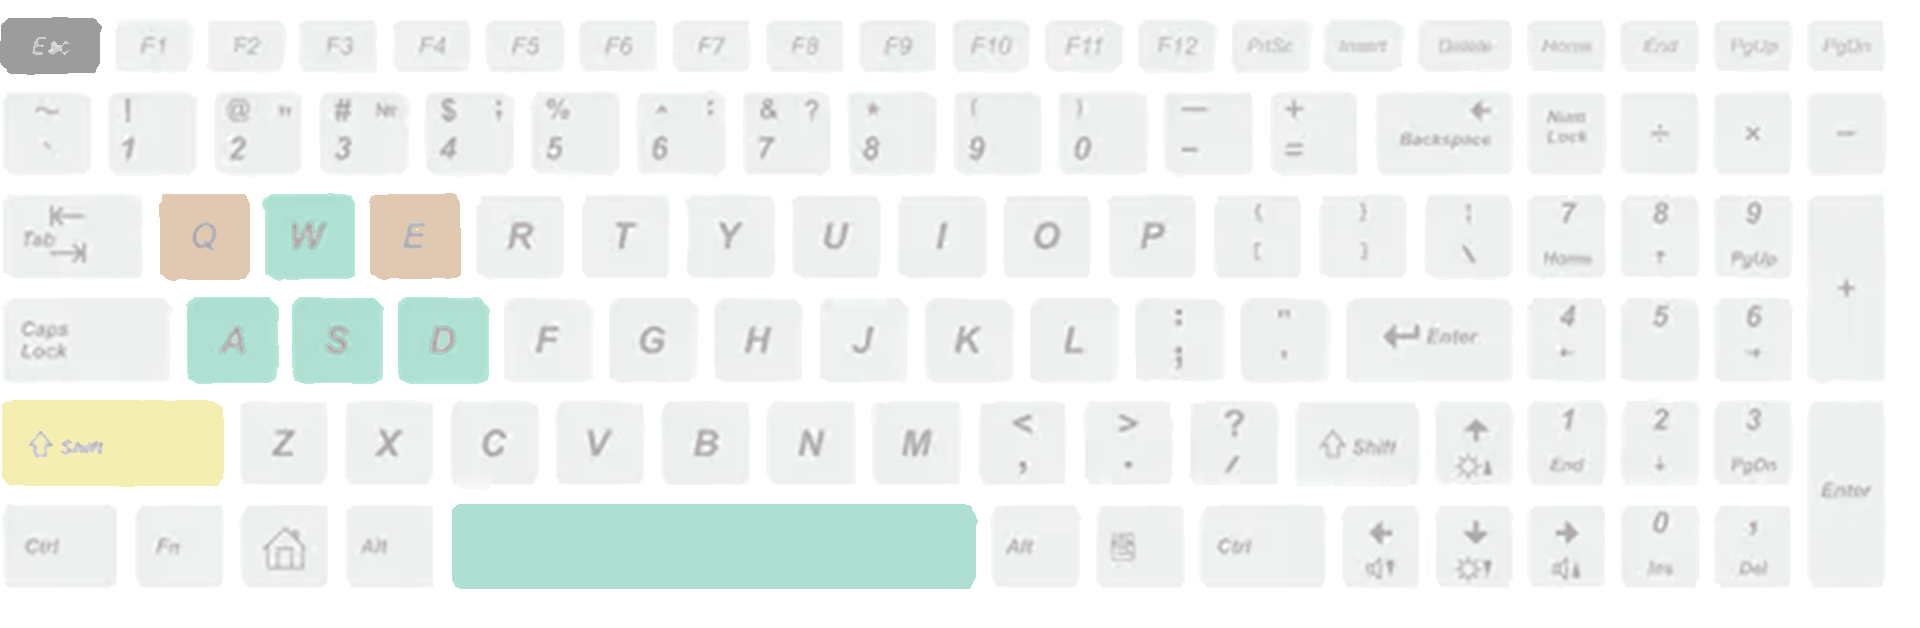 Esc F1 F2 F3 F4 F5 F6 F7 F8 F9 F10 F11 F12 PrtSc Insert Delete Home End PgUp PgDn
~ ! @ " # № $ ; % ^ : & ? * ( ) — + ← Num
` 1 2 3 4 5 6 7 8 9 0 - = Backspace Lock ÷ × −
Tab Q W E R T Y U I O P { [ } ] | \ 7 Home 8 ↑ 9 PgUp +
Caps Lock A S D F G H J K L : ; " ' ↵ Enter 4 ← 5 6 →
⇧ Shift Z X C V B N M < , > . ? / ⇧ Shift ↑ 1 End 2 ↓ 3 PgDn Enter
Ctrl Fn Alt Alt Ctrl ← ↓ → 0 Ins , Del